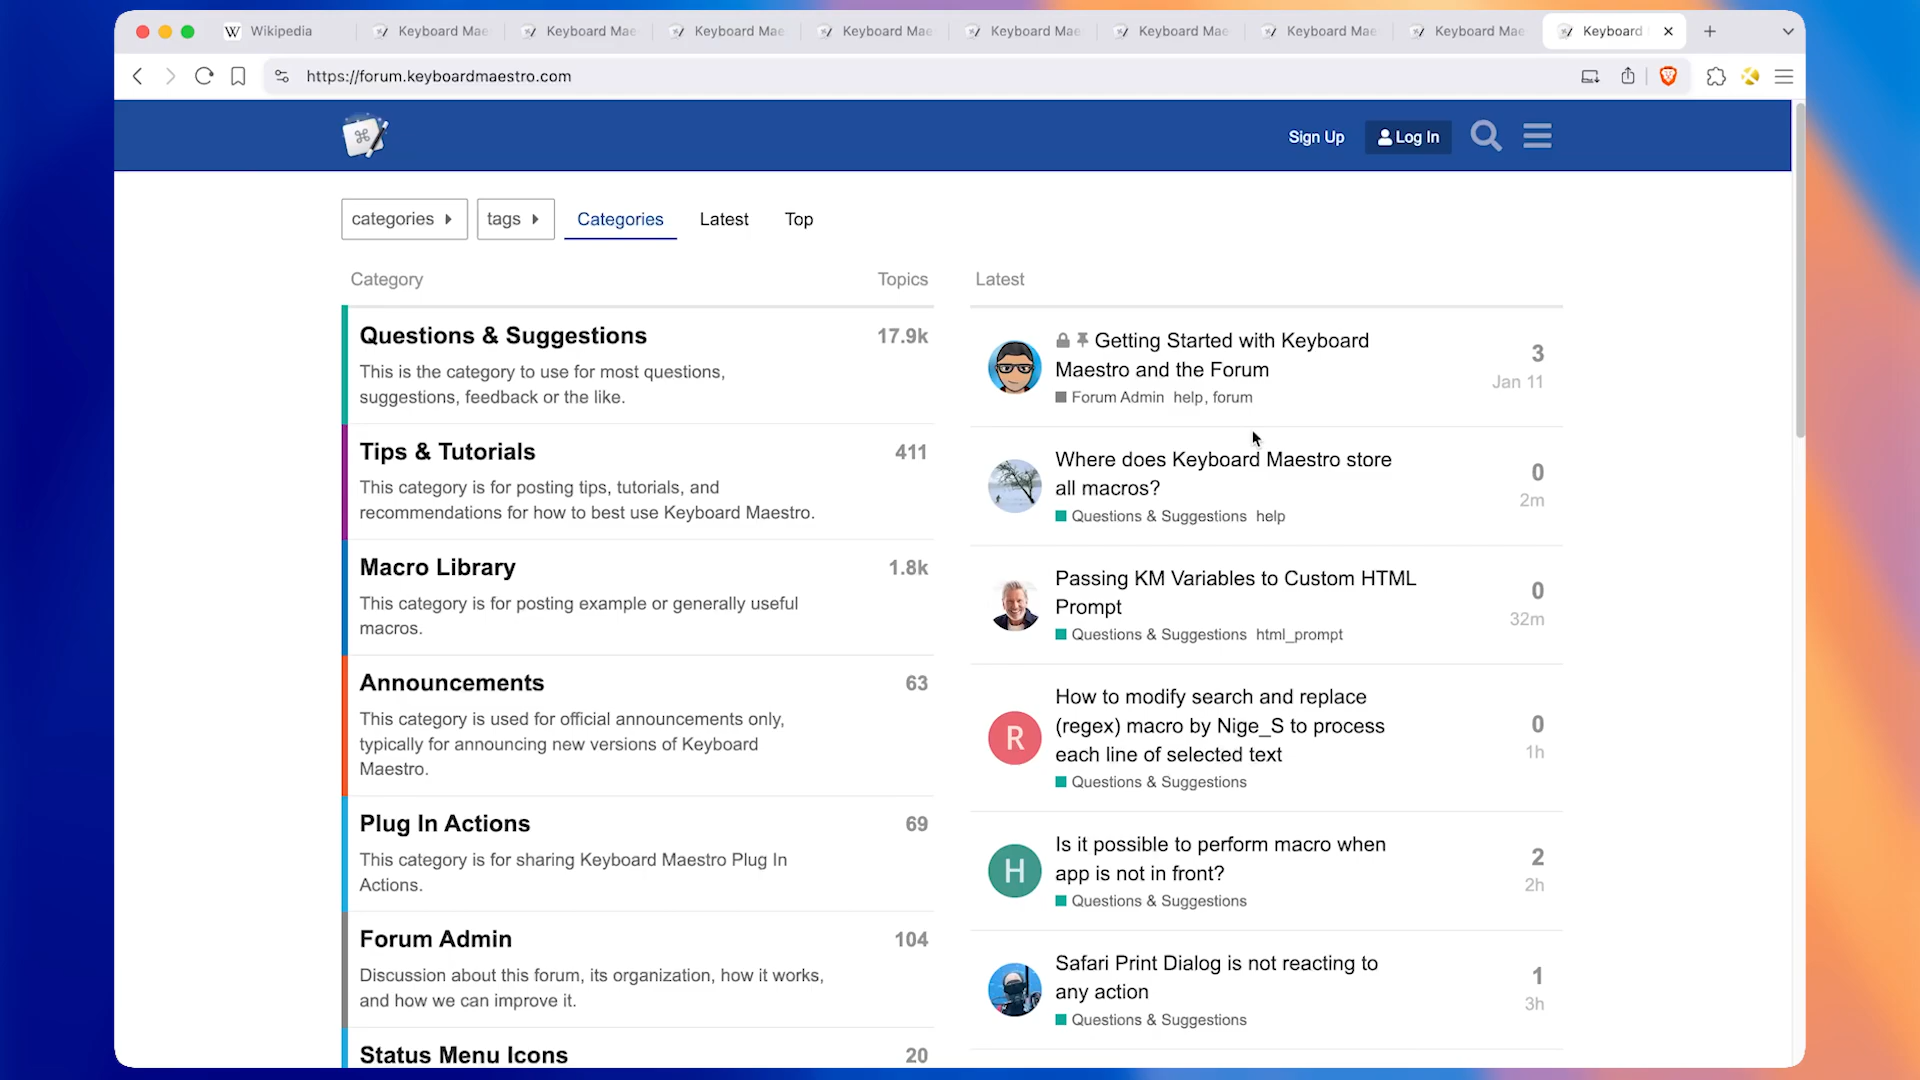 Wikipedia
Keyboard Mae
Keyboard Mae
Keyboard Mae
Keyboard Mae
Keyboard Mae
Keyboard Mae
Keyboard Mae
Keyboard Mae
Keyboard
https://forum.keyboardmaestro.com
Sign Up
Log In
categories
tags
Categories
Latest
Top
Category
Topics
Questions & Suggestions
17.9k
This is the category to use for most questions,
suggestions, feedback or the like.
Tips & Tutorials
411
This category is for posting tips, tutorials, and
recommendations for how to best use Keyboard Maestro.
Macro Library
1.8k
This category is for posting example or generally useful
macros.
Announcements
63
This category is used for official announcements only,
typically for announcing new versions of Keyboard
Maestro.
Plug In Actions
69
This category is for sharing Keyboard Maestro Plug In
Actions.
Forum Admin
104
Discussion about this forum, its organization, how it works,
and how we can improve it.
Status Menu Icons
20
Latest
Getting Started with Keyboard
Maestro and the Forum
Forum Admin help, forum
3
Jan 11
Where does Keyboard Maestro store
all macros?
Questions & Suggestions help
0
2m
Passing KM Variables to Custom HTML
Prompt
Questions & Suggestions html_prompt
0
32m
R
How to modify search and replace
(regex) macro by Nige_S to process
each line of selected text
Questions & Suggestions
0
1h
H
Is it possible to perform macro when
app is not in front?
Questions & Suggestions
2
2h
Safari Print Dialog is not reacting to
any action
Questions & Suggestions
1
3h